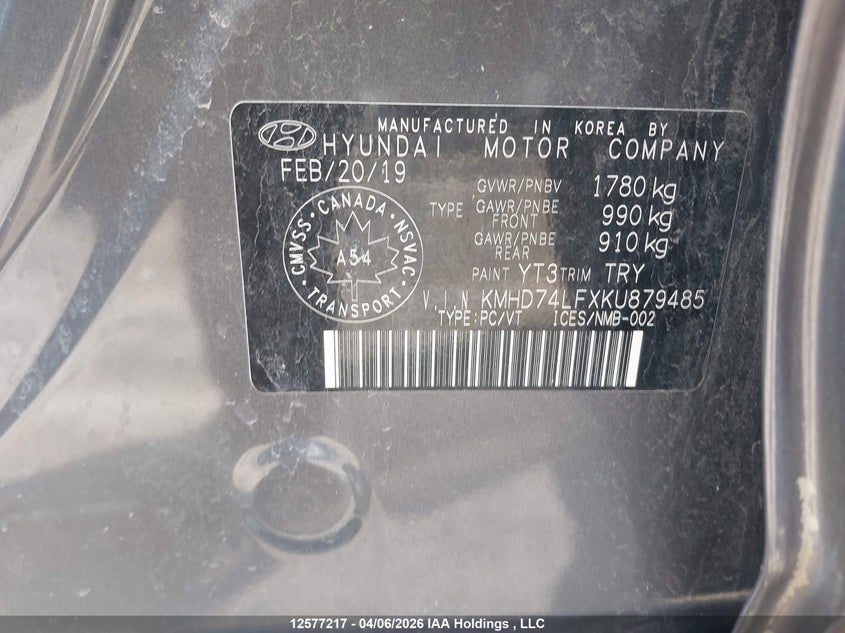 MANUFACTURED IN KOREA BY
HYUNDAI MOTOR COMPANY
FEB/20/19
GVWR/PNBV 1780 kg
TYPE GAWR/PNBE FRONT 990 kg
GAWR/PNBE REAR 910 kg
PAINT YT3 TRIM TRY
V.I.N KMHD74LFXKU879485
TYPE:PC/VT ICES/NMB-002
CMVSS · CANADA · NSVAC · TRANSPORT ·
A54
12577217 - 04/06/2026 IAA Holdings , LLC